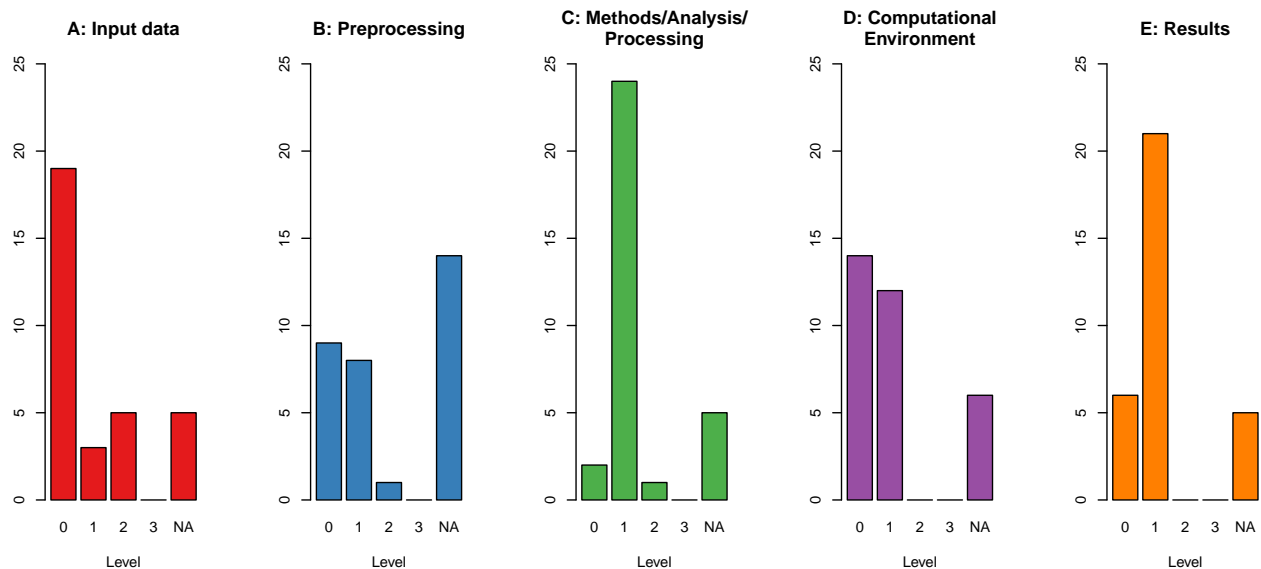 A: Input data
25
20
15
10
5
0
0 1 2 3 NA
Level
B: Preprocessing
25
20
15
10
5
0
0 1 2 3 NA
Level
C: Methods/Analysis/
Processing
25
20
15
10
5
0
0 1 2 3 NA
Level
D: Computational
Environment
25
20
15
10
5
0
0 1 2 3 NA
Level
E: Results
25
20
15
10
5
0
0 1 2 3 NA
Level